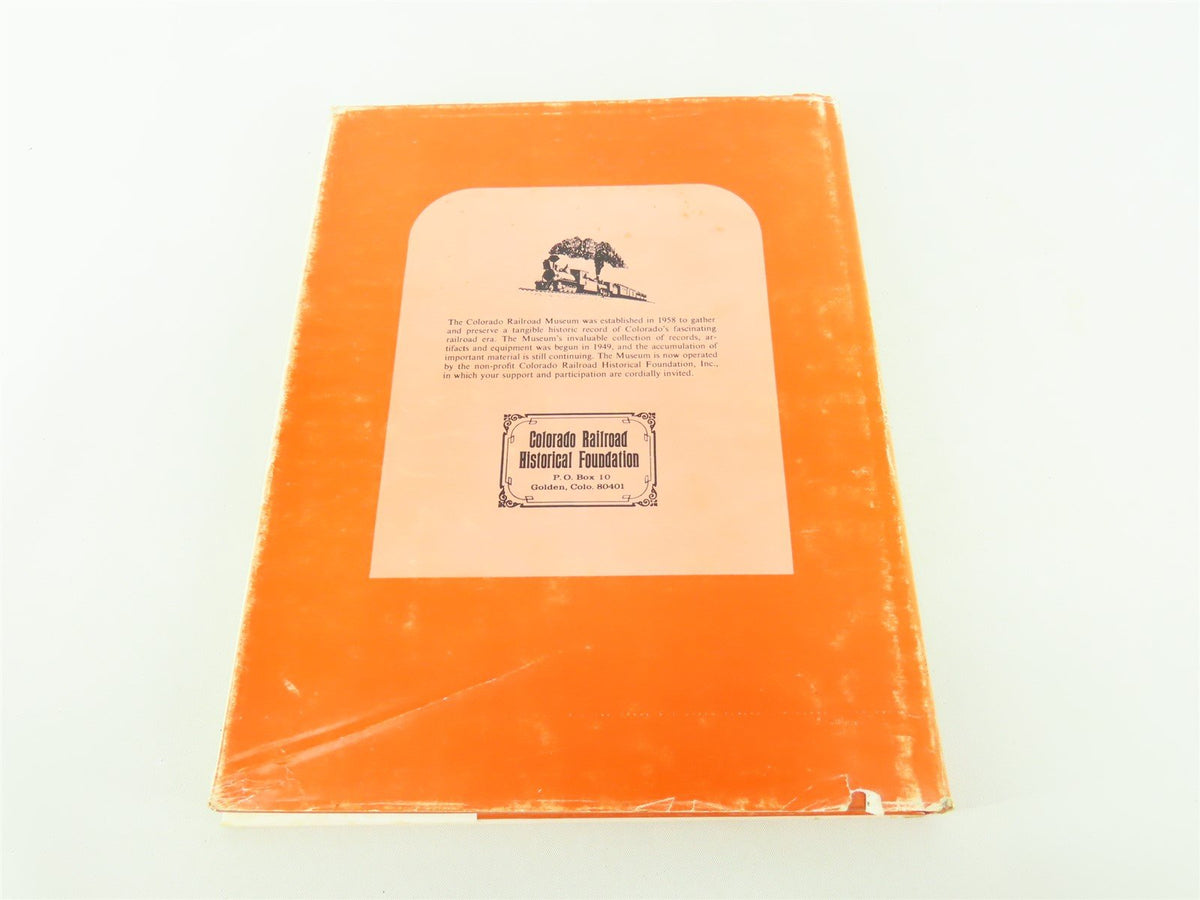 The Colorado Railroad Museum was established in 1958 to gather
and preserve a tangible historic record of Colorado's fascinating
railroad era. The Museum's invaluable collection of records, ar-
tifacts and equipment was begun in 1949, and the accumulation of
important material is still continuing. The Museum is now operated
by the non-profit Colorado Railroad Historical Foundation, Inc.,
in which your support and participation are cordially invited.
Colorado Railroad
Historical Foundation
P.O. Box 10
Golden, Colo. 80401